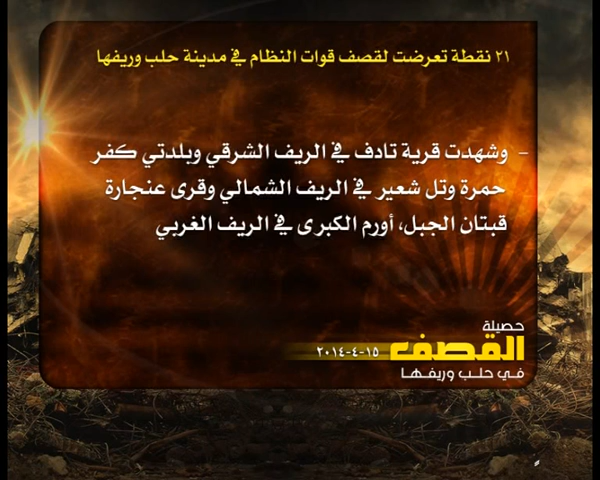 ٢١ نقطة تعرضت لقصف قوات النظام في مدينة حلب وريفها
- وشهدت قرية تادف في الريف الشرقي وبلدتي كفر
حمرة وتل شعير في الريف الشمالي وقرى عنجارة
قبتان الجبل، أورم الكبرى في الريف الغربي
حصيلة
القصف
١٥-٤-٢٠١٤
في حلب وريفها